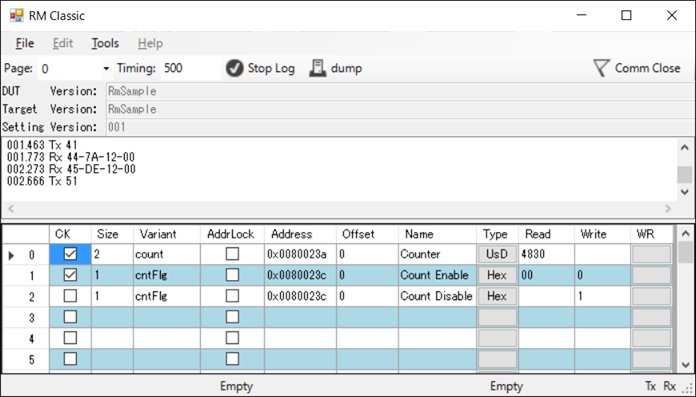 RM Classic
File Edit Tools Help
Page: 0 Timing: 500 Stop Log dump Comm Close
DUT Version: RmSample
Target Version: RmSample
Setting Version: 001
001.463 Tx 41
001.773 Rx 44-7A-12-00
002.273 Rx 45-DE-12-00
002.666 Tx 51
CK Size Variant AddrLock Address Offset Name Type Read Write WR
0 2 count 0x0080023a 0 Counter UsD 4830
1 1 cntFlg 0x0080023c 0 Count Enable Hex 00 0
2 1 cntFlg 0x0080023c 0 Count Disable Hex 1
3
4
5
Empty Empty Tx Rx